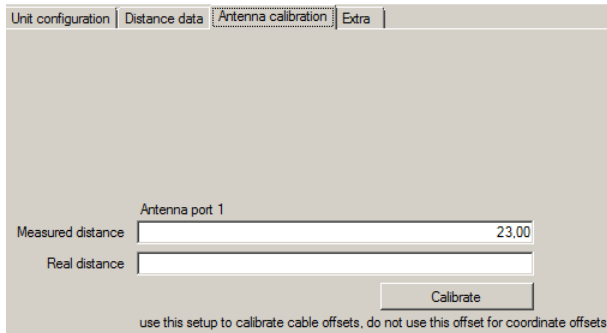 Unit configuration Distance data Antenna calibration Extra
Antenna port 1
Measured distance 23,00
Real distance
Calibrate
use this setup to calibrate cable offsets, do not use this offset for coordinate offsets